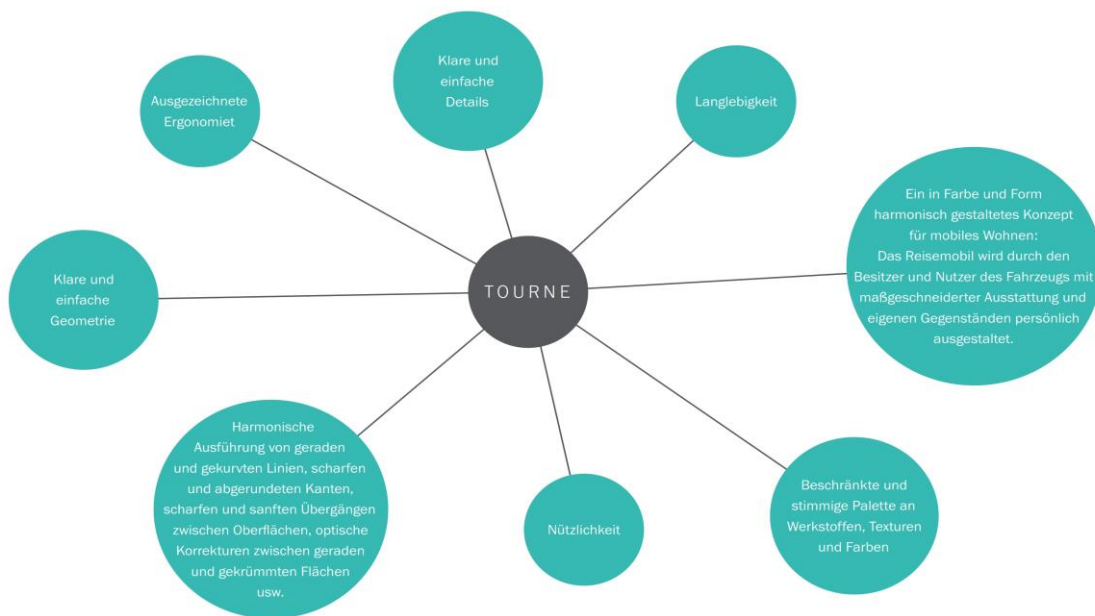 Klare und
einfache
Details
Ausgezeichnete
Ergonomiet
Langlebigkeit
Ein in Farbe und Form
harmonisch gestaltetes Konzept
für mobiles Wohnen:
Das Reisemobil wird durch den
Besitzer und Nutzer des Fahrzeugs mit
maßgeschneiderter Ausstattung und
eigenen Gegenständen persönlich
ausgestaltet.
Klare und
einfache
Geometrie
TOURNE
Harmonische
Ausführung von geraden
und gekurvten Linien, scharfen
und abgerundeten Kanten,
scharfen und sanften Übergängen
zwischen Oberflächen, optische
Korrekturen zwischen geraden
und gekrümmten Flächen
usw.
Nützlichkeit
Beschränkte und
stimmige Palette an
Werkstoffen, Texturen
und Farben